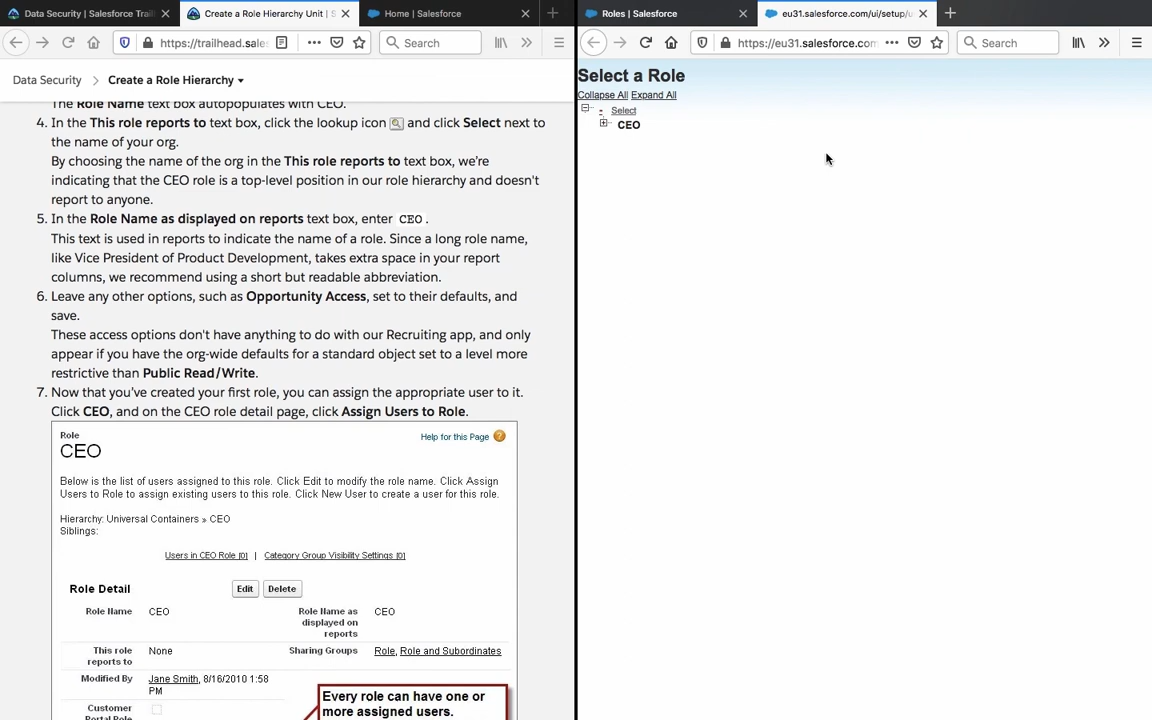 Data Security | Salesforce Trail
Create a Role Hierarchy Unit | S
Home | Salesforce
Roles | Salesforce
eu31.salesforce.com/ui/setup/u
https://trailhead.sale
Search
https://eu31.salesforce.com
Search
Data Security
Create a Role Hierarchy
The Role Name text box autopopulates with CEO.
4. In the This role reports to text box, click the lookup icon and click Select next to
the name of your org.
By choosing the name of the org in the This role reports to text box, we're
indicating that the CEO role is a top-level position in our role hierarchy and doesn't
report to anyone.
5. In the Role Name as displayed on reports text box, enter CEO.
This text is used in reports to indicate the name of a role. Since a long role name,
like Vice President of Product Development, takes extra space in your report
columns, we recommend using a short but readable abbreviation.
6. Leave any other options, such as Opportunity Access, set to their defaults, and
save.
These access options don't have anything to do with our Recruiting app, and only
appear if you have the org-wide defaults for a standard object set to a level more
restrictive than Public Read/Write.
7. Now that you've created your first role, you can assign the appropriate user to it.
Click CEO, and on the CEO role detail page, click Assign Users to Role.
Role
CEO
Help for this Page
Below is the list of users assigned to this role. Click Edit to modify the role name. Click Assign
Users to Role to assign existing users to this role. Click New User to create a user for this role.
Hierarchy: Universal Containers » CEO
Siblings:
Users in CEO Role [0] | Category Group Visibility Settings [0]
Role Detail
Edit
Delete
Role Name
CEO
Role Name as
displayed on
reports
CEO
This role
reports to
None
Sharing Groups
Role, Role and Subordinates
Modified By
Jane Smith, 8/16/2010 1:58
PM
Customer
Portal Role
Every role can have one or
more assigned users.
Select a Role
Collapse All Expand All
- Select
CEO